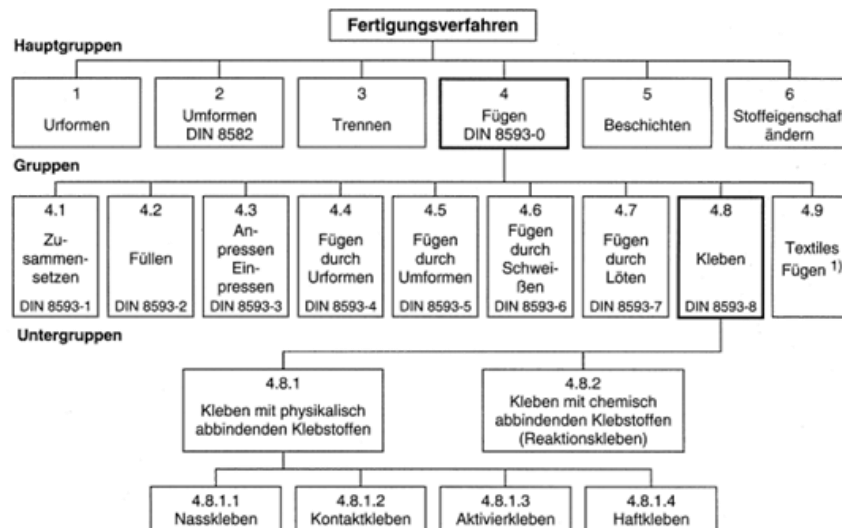 Fertigungsverfahren
Hauptgruppen
1
Urformen
2
Umformen
DIN 8582
3
Trennen
4
Fügen
DIN 8593-0
5
Beschichten
6
Stoffeigenschaft
ändern
Gruppen
4.1
Zu-
sammen-
setzen
DIN 8593-1
4.2
Füllen
DIN 8593-2
4.3
An-
pressen
Ein-
pressen
DIN 8593-3
4.4
Fügen
durch
Urformen
DIN 8593-4
4.5
Fügen
durch
Umformen
DIN 8593-5
4.6
Fügen
durch
Schwei-
ßen
DIN 8593-6
4.7
Fügen
durch
Löten
DIN 8593-7
4.8
Kleben
DIN 8593-8
4.9
Textiles
Fügen 1)
Untergruppen
4.8.1
Kleben mit physikalisch
abbindenden Klebstoffen
4.8.2
Kleben mit chemisch
abbindenden Klebstoffen
(Reaktionskleben)
4.8.1.1
Nasskleben
4.8.1.2
Kontaktkleben
4.8.1.3
Aktivierkleben
4.8.1.4
Haftkleben